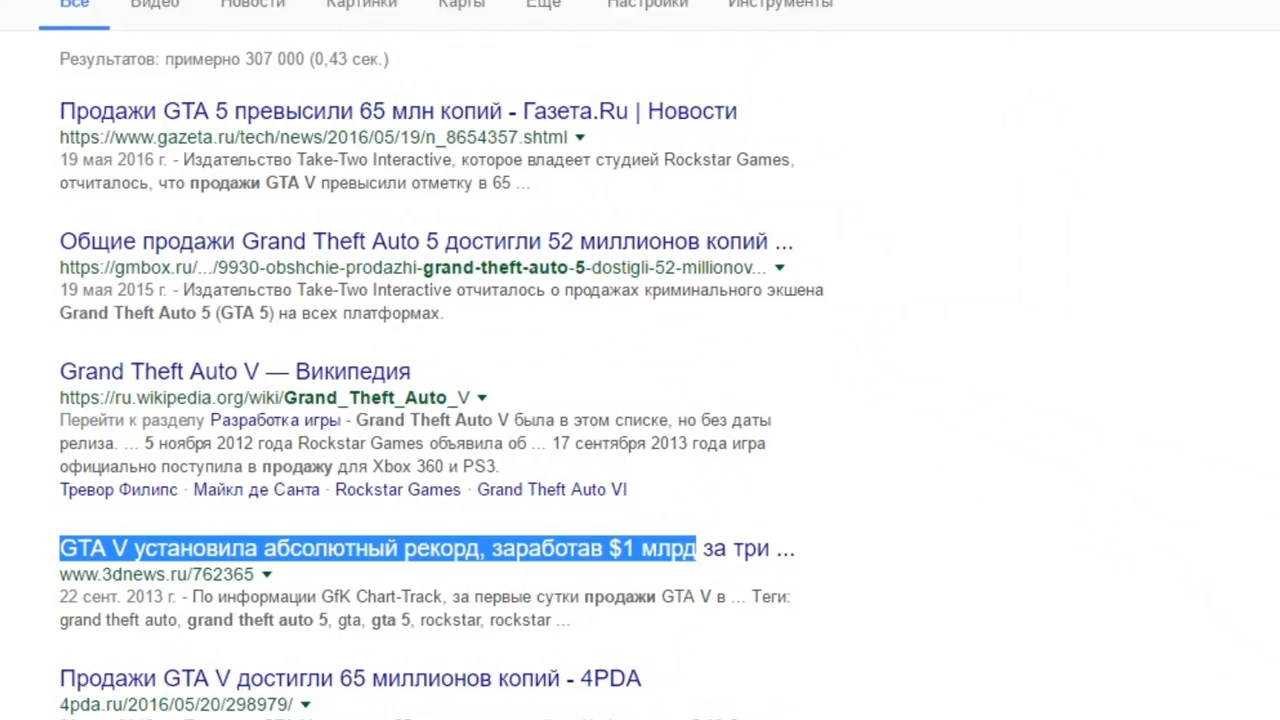 Все Видео Новости Картинки Карты Ещё Настройки Инструменты
Результатов: примерно 307 000 (0,43 сек.)
Продажи GTA 5 превысили 65 млн копий - Газета.Ru | Новости
https://www.gazeta.ru/tech/news/2016/05/19/n_8654357.shtml
19 мая 2016 г. - Издательство Take-Two Interactive, которое владеет студией Rockstar Games,
отчиталось, что продажи GTA V превысили отметку в 65 ...
Общие продажи Grand Theft Auto 5 достигли 52 миллионов копий ...
https://gmbox.ru/.../9930-obshchie-prodazhi-grand-theft-auto-5-dostigli-52-millionov...
19 мая 2015 г. - Издательство Take-Two Interactive отчиталось о продажах криминального экшена
Grand Theft Auto 5 (GTA 5) на всех платформах.
Grand Theft Auto V — Википедия
https://ru.wikipedia.org/wiki/Grand_Theft_Auto_V
Перейти к разделу Разработка игры - Grand Theft Auto V была в этом списке, но без даты
релиза. ... 5 ноября 2012 года Rockstar Games объявила об ... 17 сентября 2013 года игра
официально поступила в продажу для Xbox 360 и PS3.
Тревор Филипс · Майкл де Санта · Rockstar Games · Grand Theft Auto VI
GTA V установила абсолютный рекорд, заработав $1 млрд за три ...
www.3dnews.ru/762365
22 сент. 2013 г. - По информации GfK Chart-Track, за первые сутки продажи GTA V в ... Теги:
grand theft auto, grand theft auto 5, gta, gta 5, rockstar, rockstar ...
Продажи GTA V достигли 65 миллионов копий - 4PDA
4pda.ru/2016/05/20/298979/